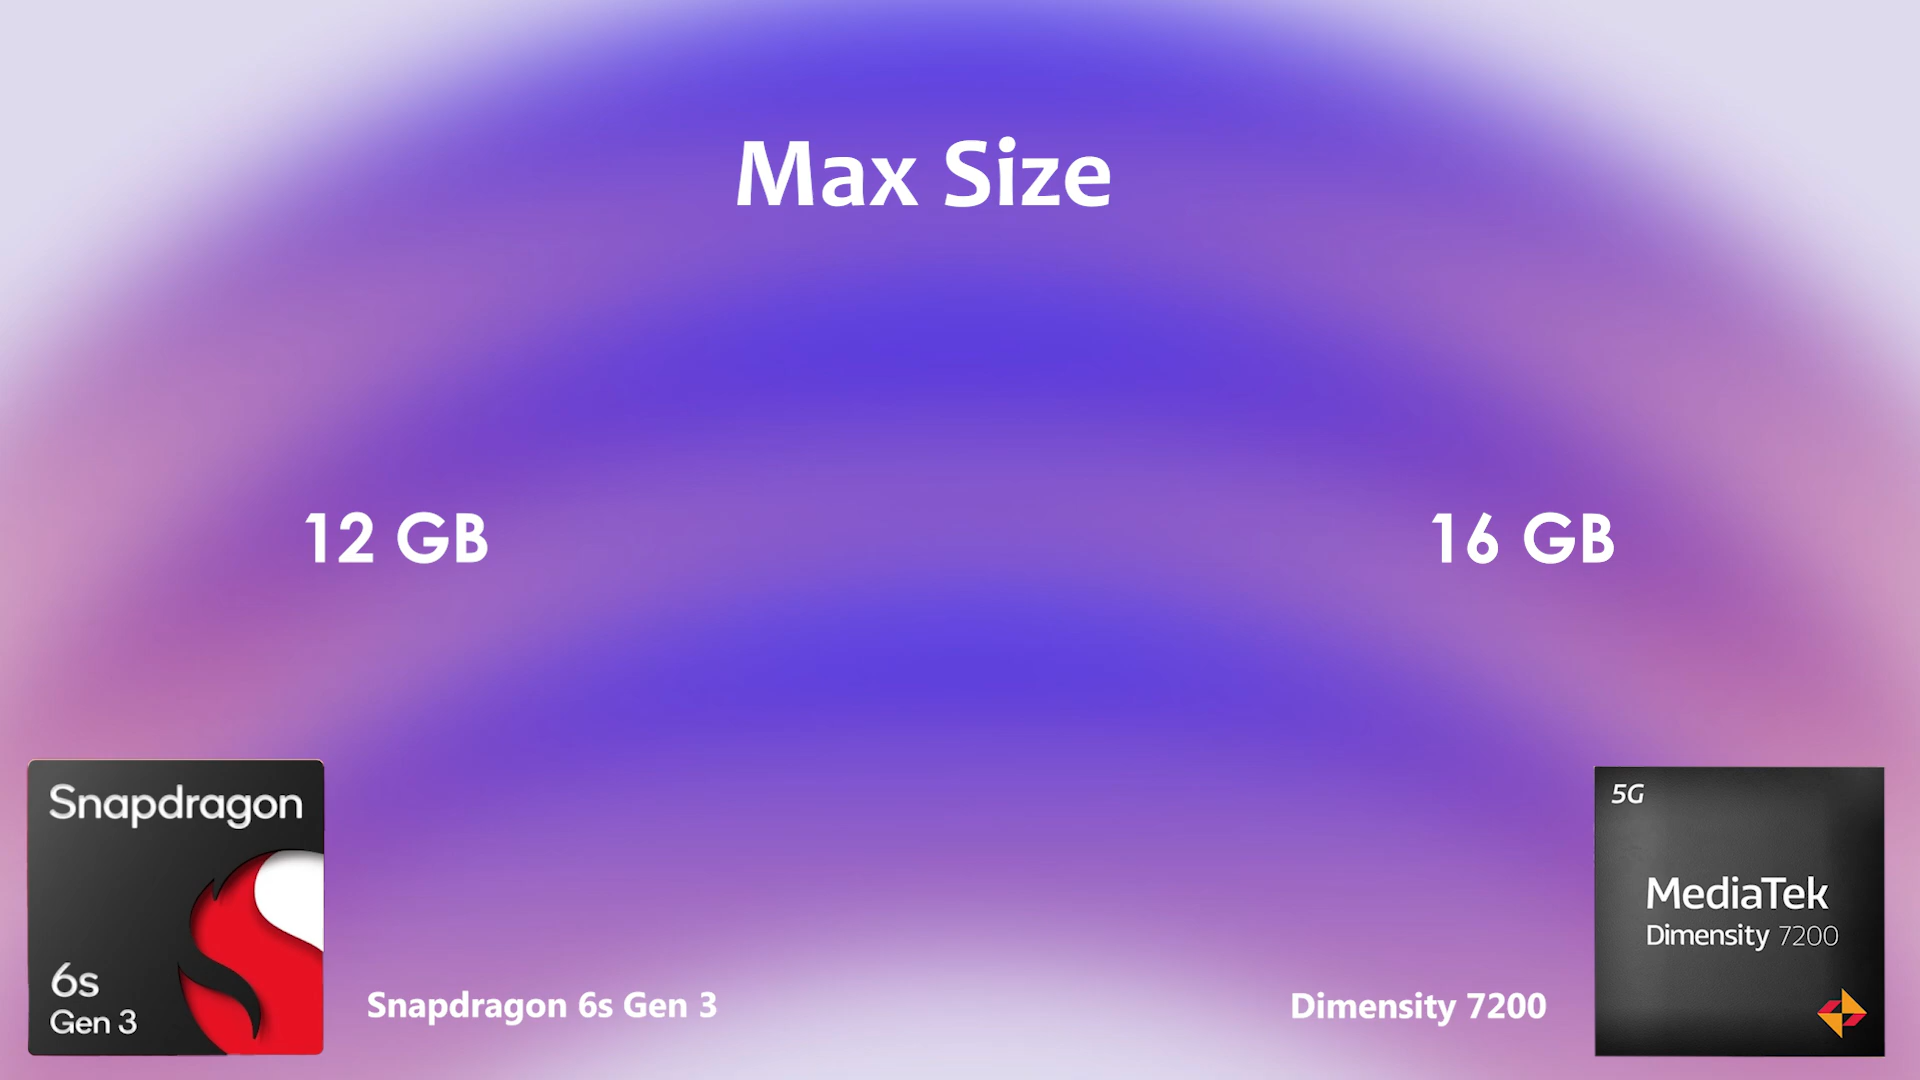 Max Size
12 GB
16 GB
Snapdragon
6s
Gen 3
Snapdragon 6s Gen 3
Dimensity 7200
5G
MediaTek
Dimensity 7200